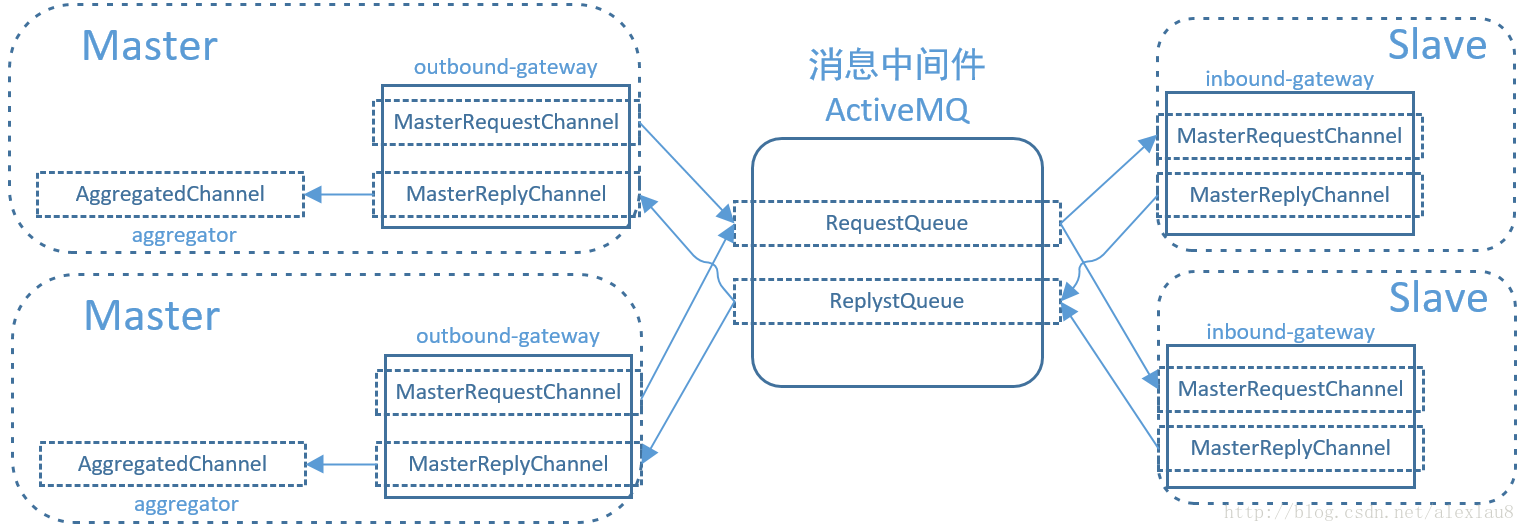 Master
outbound-gateway
MasterRequestChannel
MasterReplyChannel
AggregatedChannel
aggregator
Master
outbound-gateway
MasterRequestChannel
MasterReplyChannel
AggregatedChannel
aggregator
消息中间件
ActiveMQ
RequestQueue
ReplystQueue
Slave
inbound-gateway
MasterRequestChannel
MasterReplyChannel
Slave
inbound-gateway
MasterRequestChannel
MasterReplyChannel
http://blog.csdn.net/alexlau8